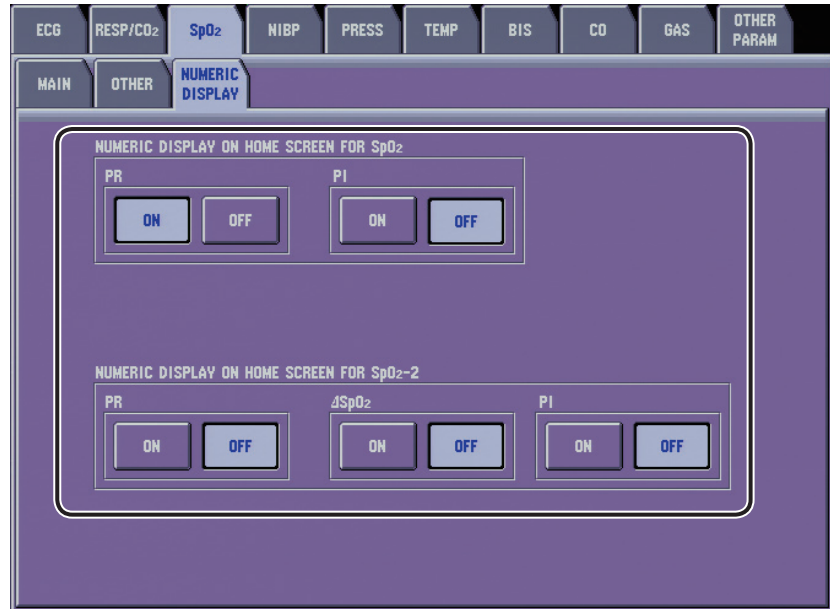 ECG RESP/CO₂ SpO₂ NIBP PRESS TEMP BIS CO GAS OTHER PARAM
MAIN OTHER NUMERIC DISPLAY
NUMERIC DISPLAY ON HOME SCREEN FOR SpO₂
PR PI
ON OFF ON OFF
NUMERIC DISPLAY ON HOME SCREEN FOR SpO₂-2
PR ΔSpO₂ PI
ON OFF ON OFF ON OFF